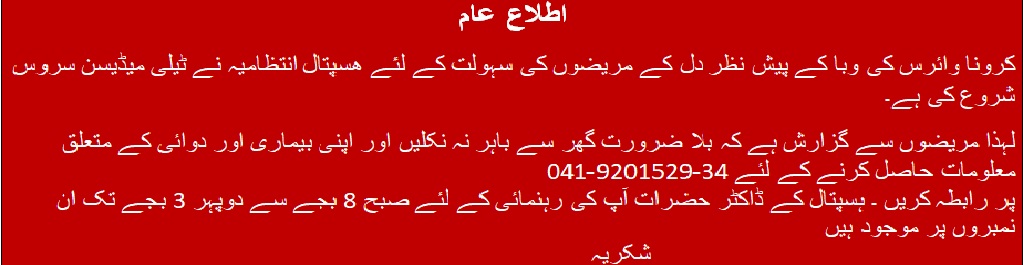 اطلاع عام
کرونا وائرس کی وبا کے پیش نظر دل کے مریضوں کی سہولت کے لئے ھسپتال انتظامیہ نے ٹیلی میڈیسن سروس
شروع کی ہے۔
لہذا مریضوں سے گزارش ہے کہ بلا ضرورت گھر سے باہر نہ نکلیں اور اپنی بیماری اور دوائی کے متعلق
معلومات حاصل کرنے کے لئے 34-9201529-041
پر رابطہ کریں ۔ ہسپتال کے ڈاکٹر حضرات آپ کی رہنمائی کے لئے صبح 8 بجے سے دوپہر 3 بجے تک ان
نمبروں پر موجود ہیں
شکریہ